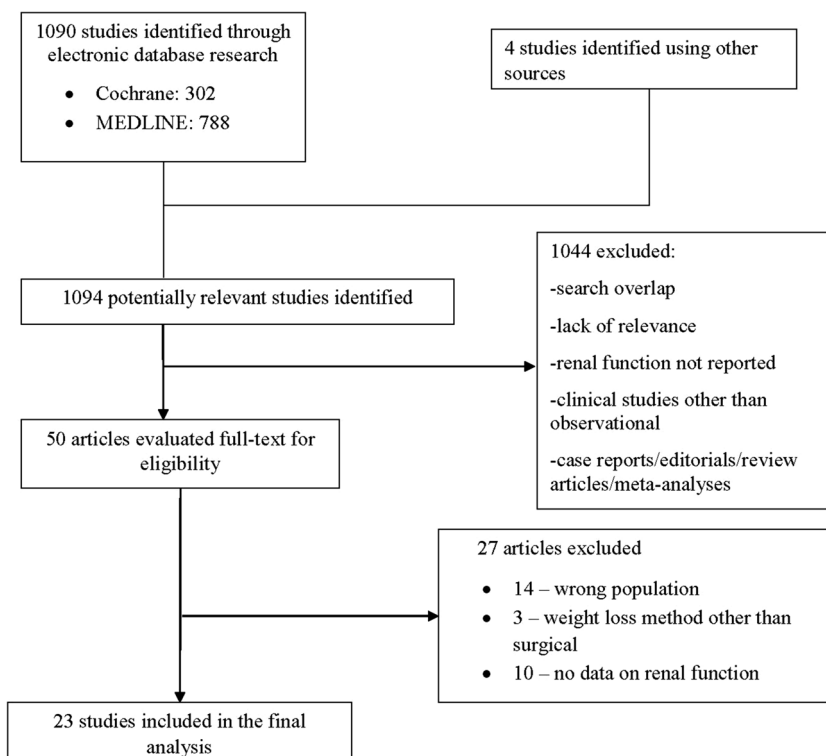 1090 studies identified through
electronic database research
● Cochrane: 302
● MEDLINE: 788
4 studies identified using other
sources
1094 potentially relevant studies identified
1044 excluded:
-search overlap
-lack of relevance
-renal function not reported
-clinical studies other than
observational
-case reports/editorials/review
articles/meta-analyses
50 articles evaluated full-text for
eligibility
27 articles excluded
● 14 – wrong population
● 3 – weight loss method other than
surgical
● 10 – no data on renal function
23 studies included in the final
analysis